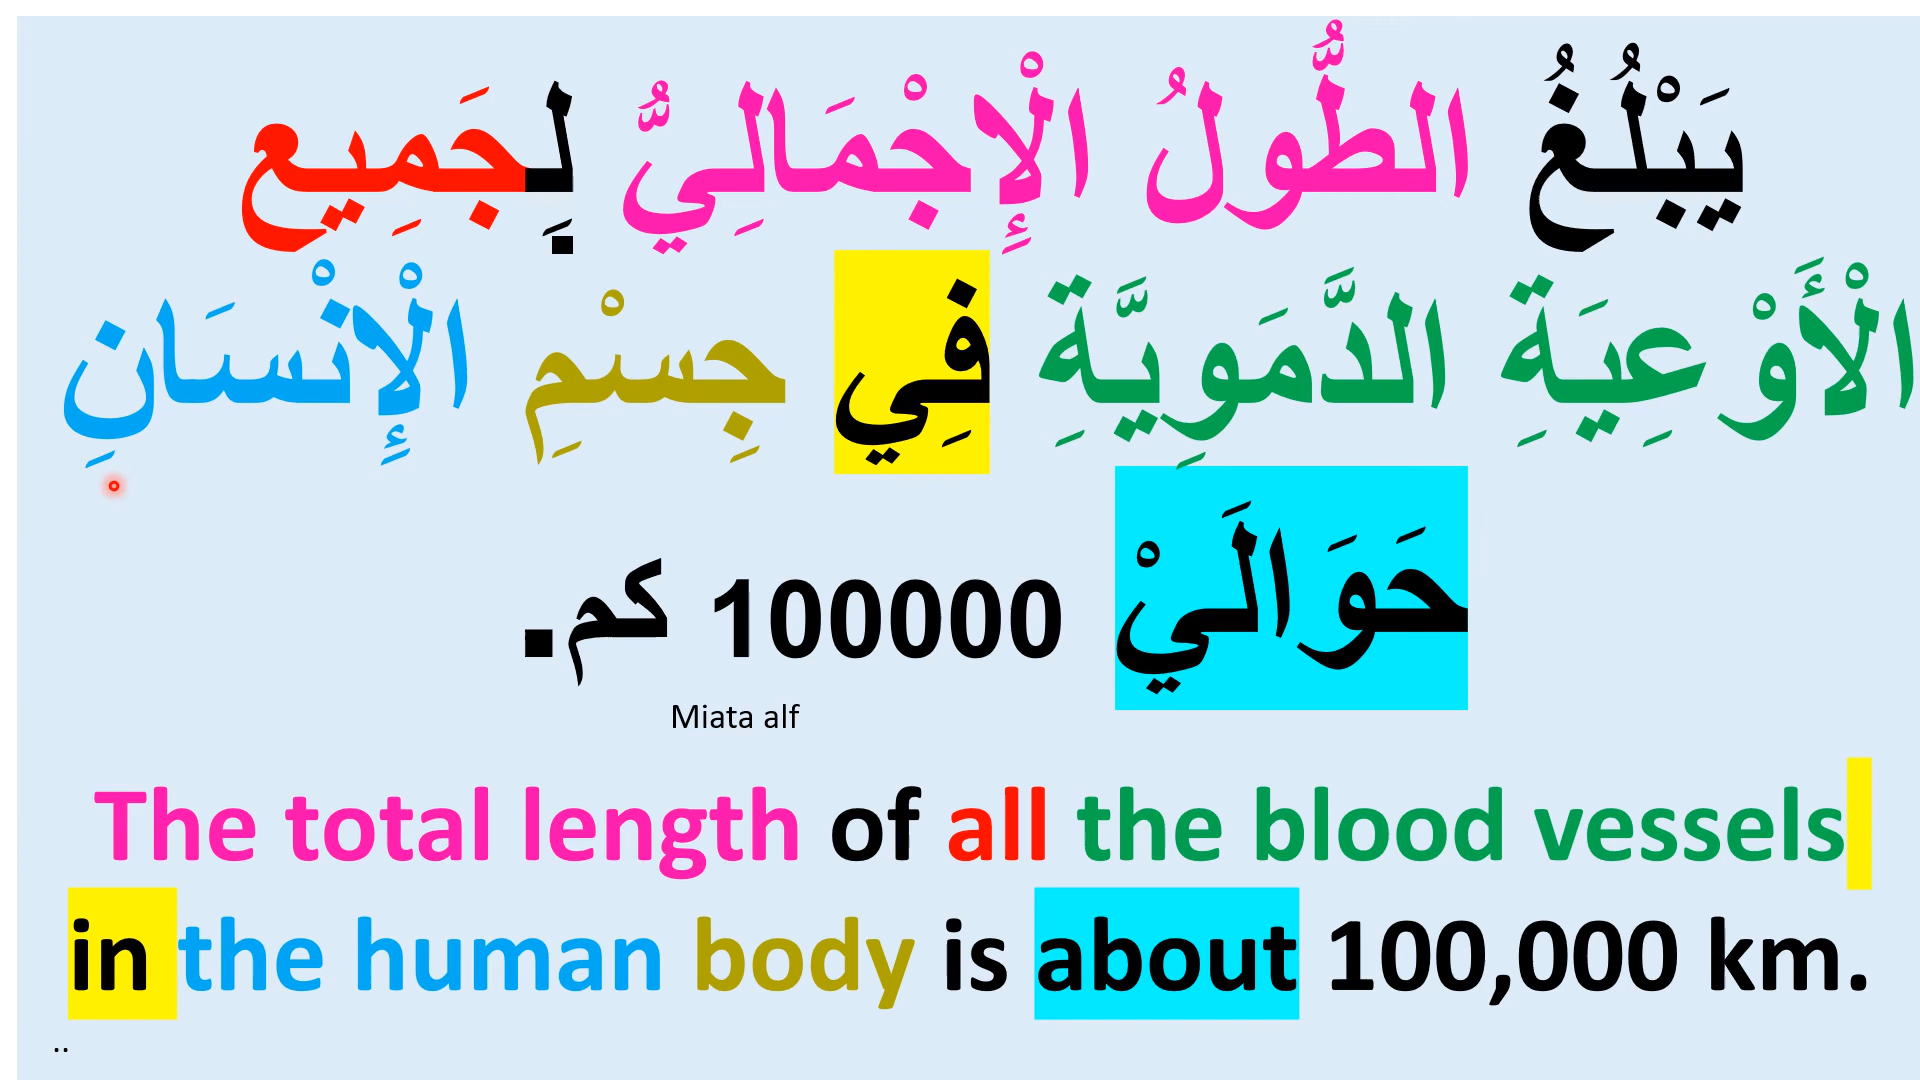 يَبْلُغُ الطُّولُ الْإِجْمَالِيُّ لِجَمِيع
الْأَوْعِيَةِ الدَّمَوِيَّةِ فِي جِسْمِ الْإِنْسَانِ
حَوَالَيْ 100000 كم.
Miata alf
The total length of all the blood vessels
in the human body is about 100,000 km.
..